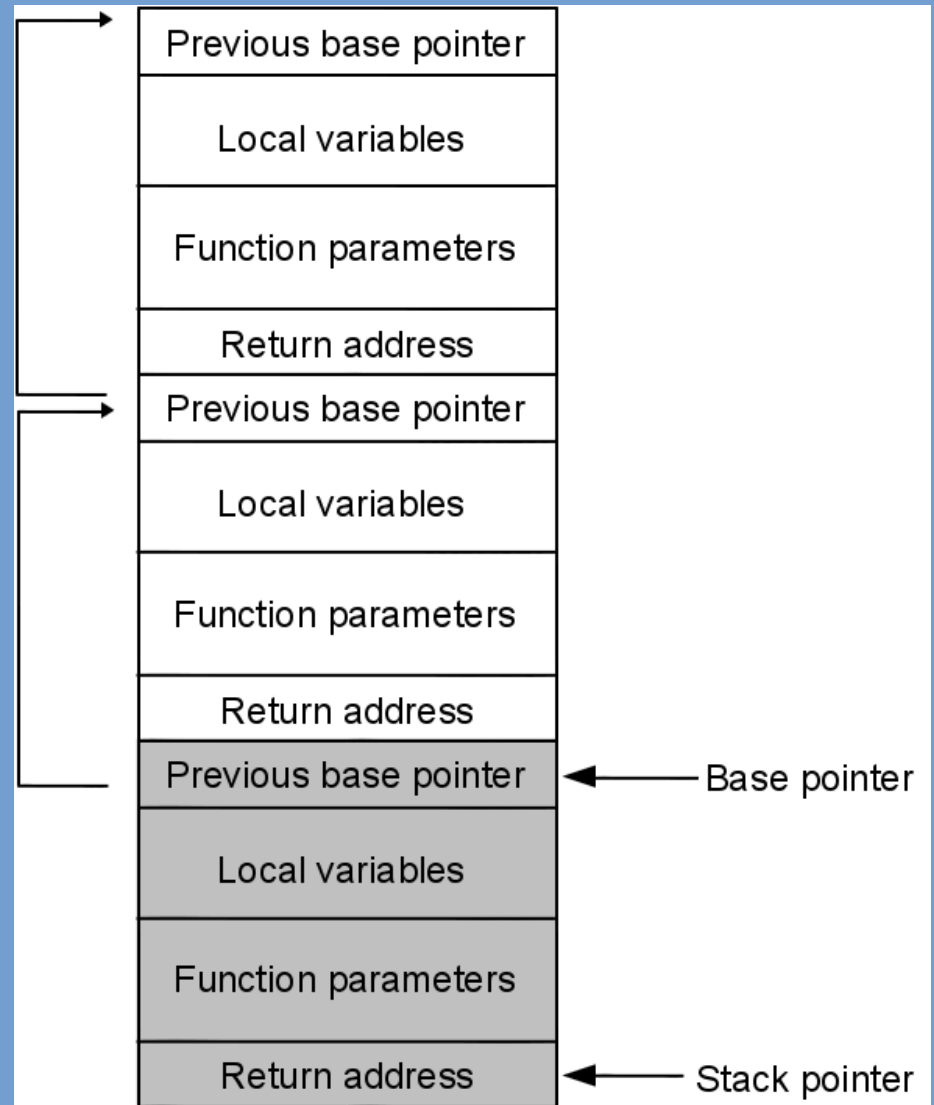 Previous base pointer
Local variables
Function parameters
Return address
Previous base pointer
Local variables
Function parameters
Return address
Previous base pointer
Base pointer
Local variables
Function parameters
Return address
Stack pointer